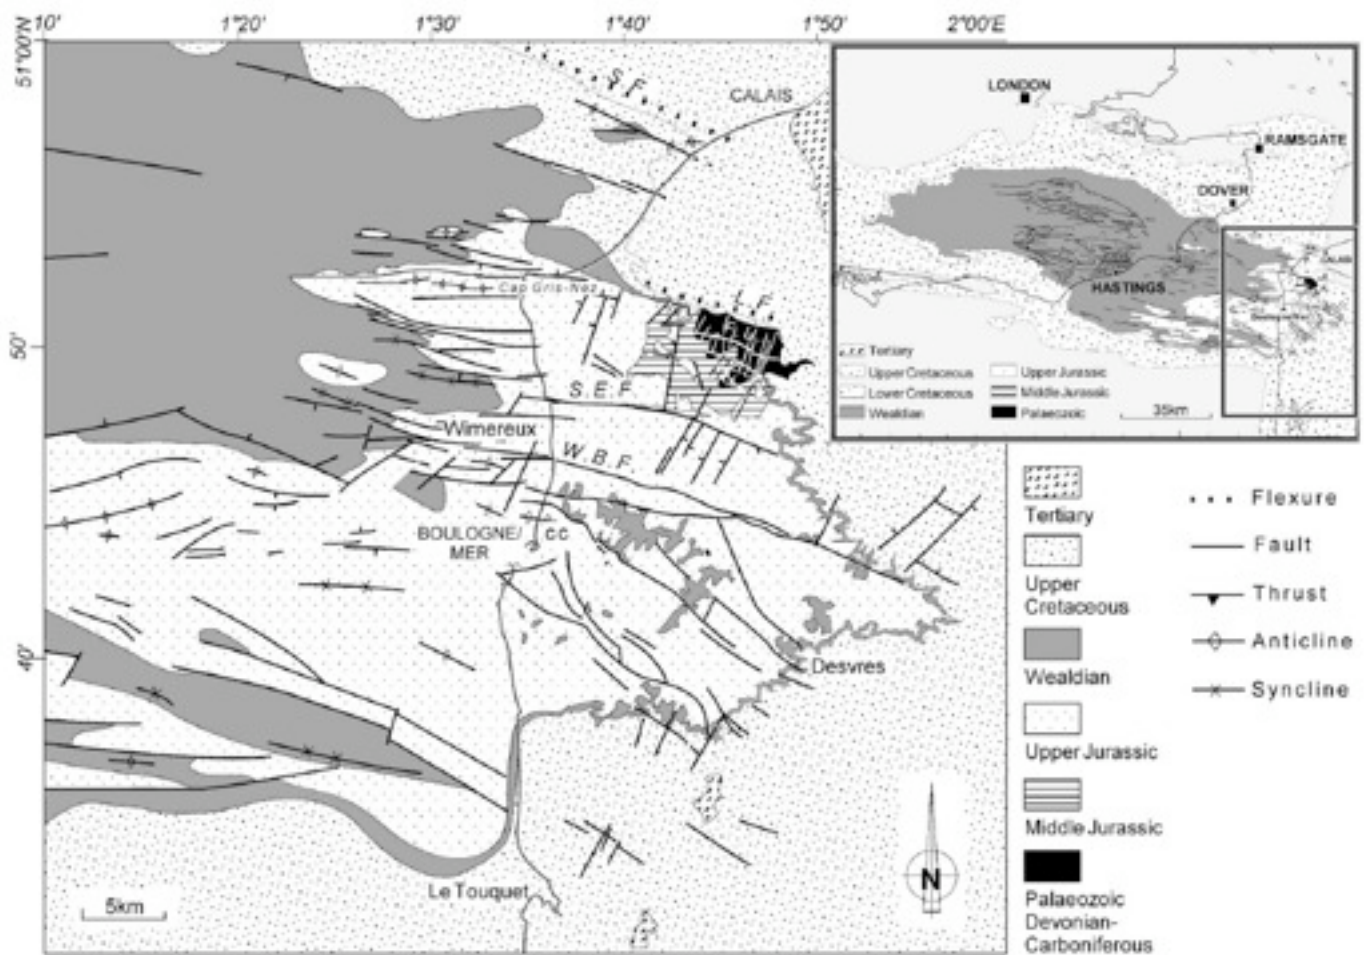 10'
1°20'
1°30'
1°40'
1°50'
2°00'E
51°00'N
50'
40'
S.F.
CALAIS
Cap Gris-Nez
L.F.
S.E.F.
Wimereux
W.B.F.
BOULOGNE/
MER
C.C
Desvres
Le Touquet
5km
N
LONDON
RAMSGATE
DOVER
HASTINGS
CALAIS
Tertiary
Upper Cretaceous
Lower Cretaceous
Wealdian
Upper Jurassic
Middle Jurassic
Palaeozoic
35km
Tertiary
Upper
Cretaceous
Wealdian
Upper Jurassic
Middle Jurassic
Palaeozoic
Devonian-
Carboniferous
Flexure
Fault
Thrust
Anticline
Syncline